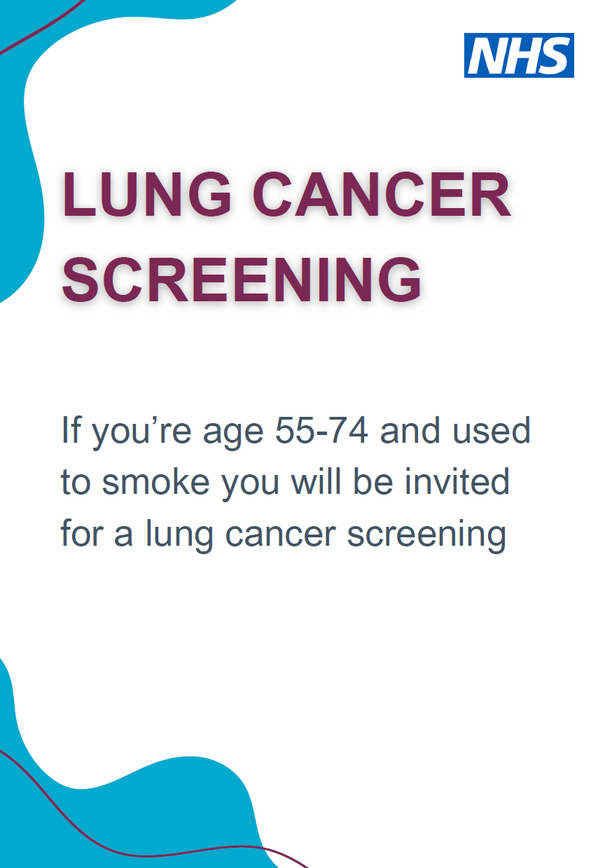 NHS
LUNG CANCER
SCREENING
If you’re age 55-74 and used
to smoke you will be invited
for a lung cancer screening